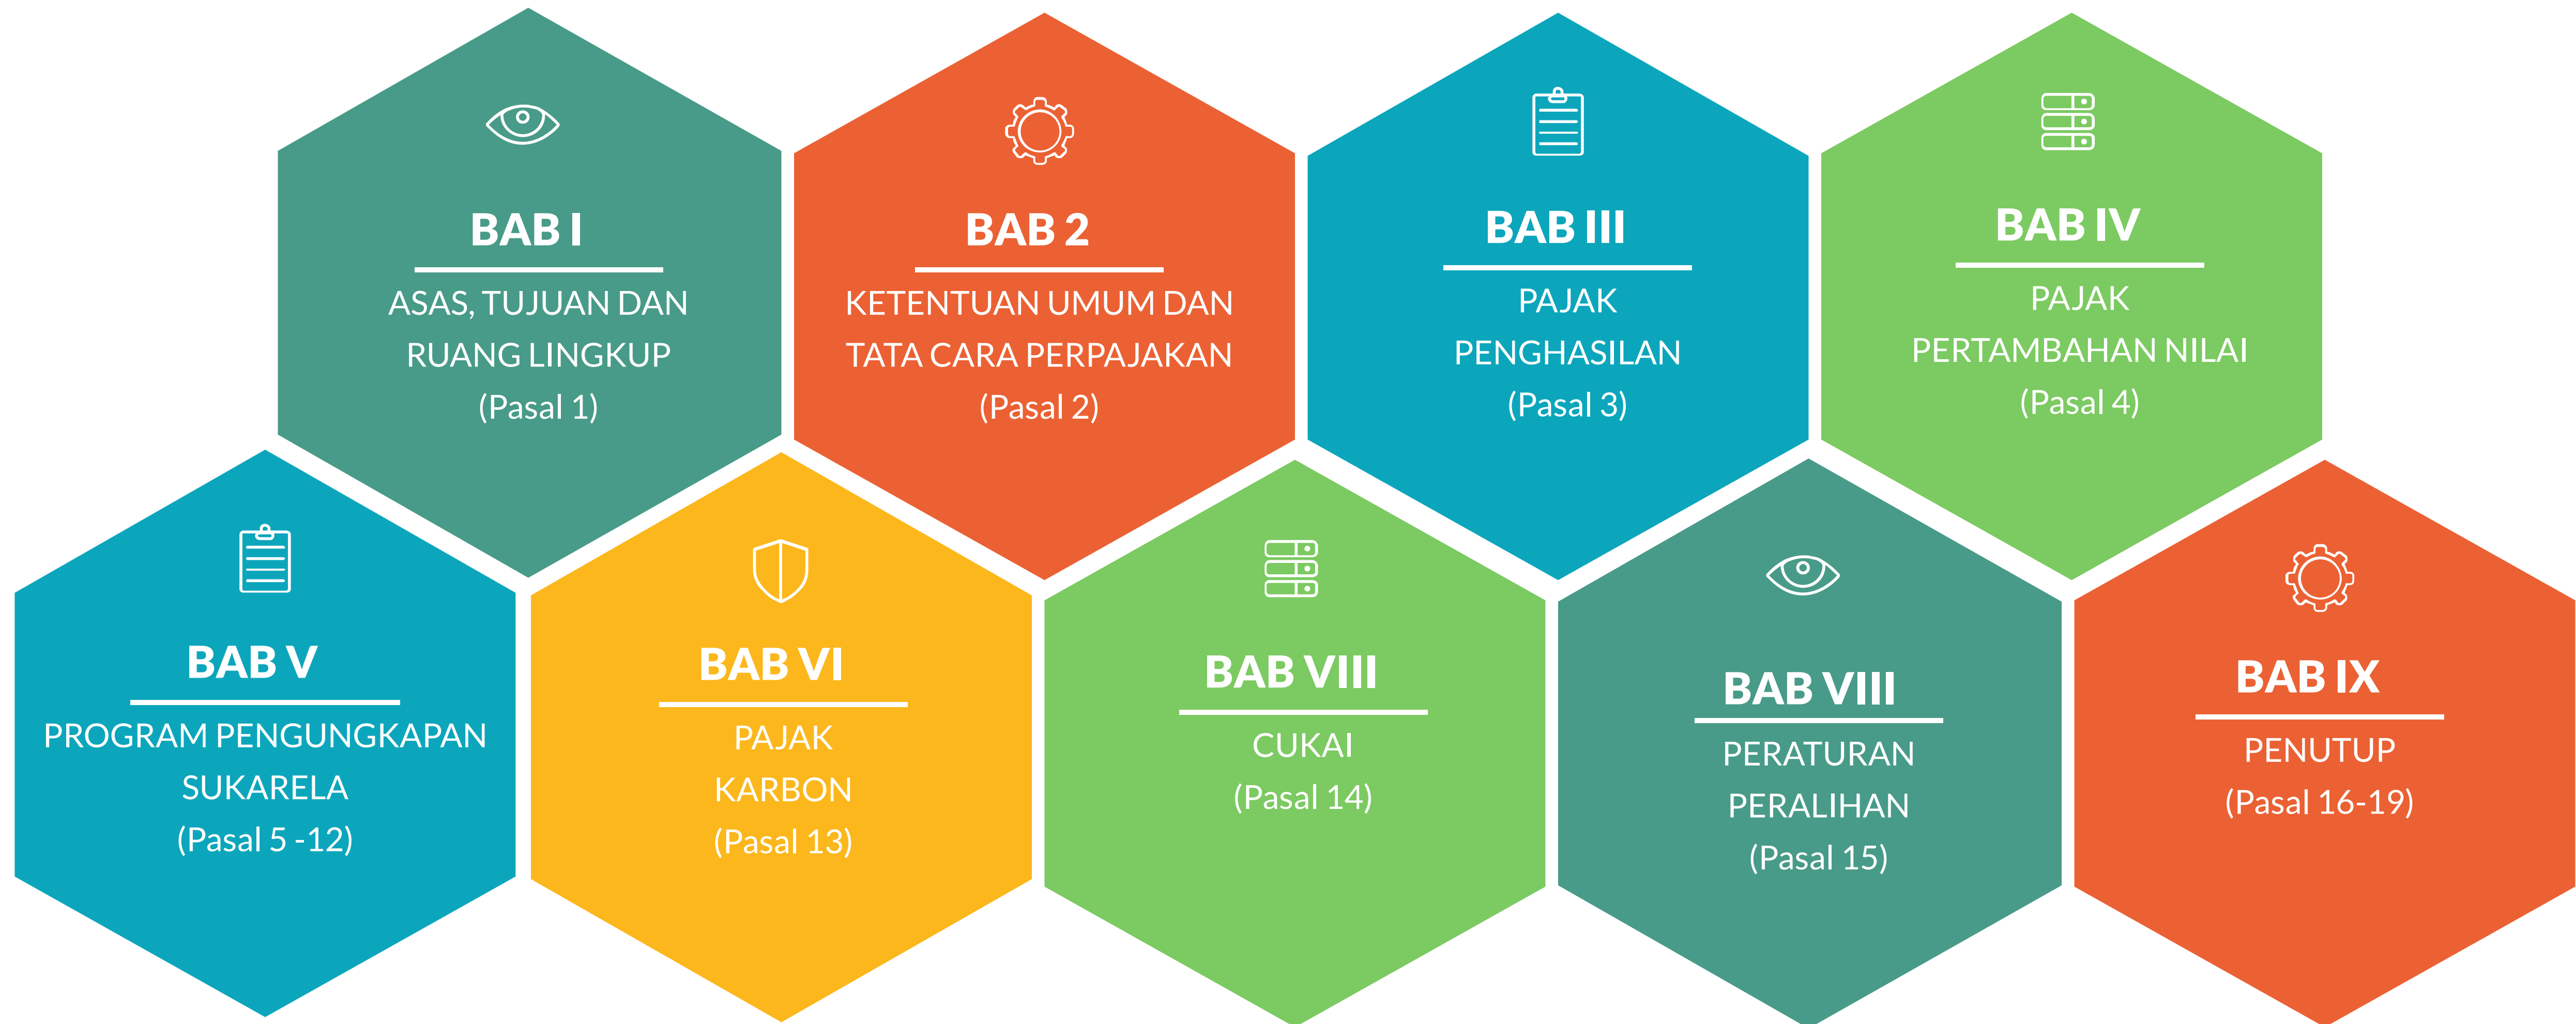 BAB I
ASAS, TUJUAN DAN
RUANG LINGKUP
(Pasal 1)
BAB 2
KETENTUAN UMUM DAN
TATA CARA PERPAJAKAN
(Pasal 2)
BAB III
PAJAK
PENGHASILAN
(Pasal 3)
BAB IV
PAJAK
PERTAMBAHAN NILAI
(Pasal 4)
BAB V
PROGRAM PENGUNGKAPAN
SUKARELA
(Pasal 5 -12)
BAB VI
PAJAK
KARBON
(Pasal 13)
BAB VIII
CUKAI
(Pasal 14)
BAB VIII
PERATURAN
PERALIHAN
(Pasal 15)
BAB IX
PENUTUP
(Pasal 16-19)